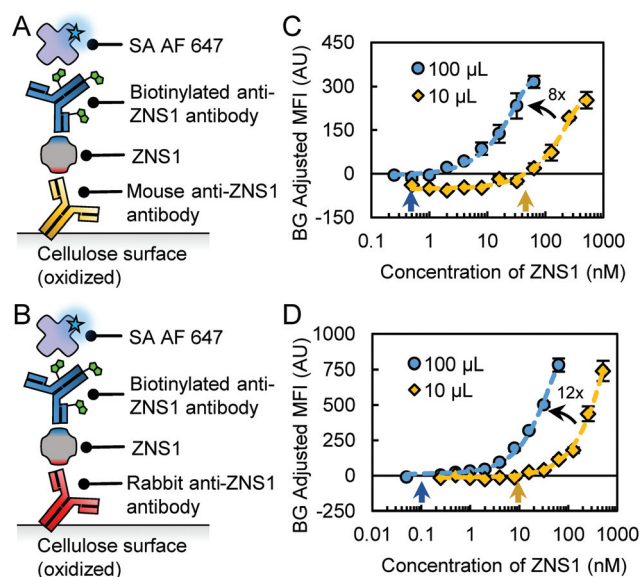 A
SA AF 647
Biotinylated anti-
ZNS1 antibody
ZNS1
Mouse anti-ZNS1
antibody
Cellulose surface
(oxidized)
B
SA AF 647
Biotinylated anti-
ZNS1 antibody
ZNS1
Rabbit anti-ZNS1
antibody
Cellulose surface
(oxidized)
C
BG Adjusted MFI (AU)
450
300
150
0
-150
100 µL
10 µL
8x
0.1 1 10 100 1000
Concentration of ZNS1 (nM)
D
BG Adjusted MFI (AU)
1000
750
500
250
0
-250
100 µL
10 µL
12x
0.01 0.1 1 10 100 1000
Concentration of ZNS1 (nM)